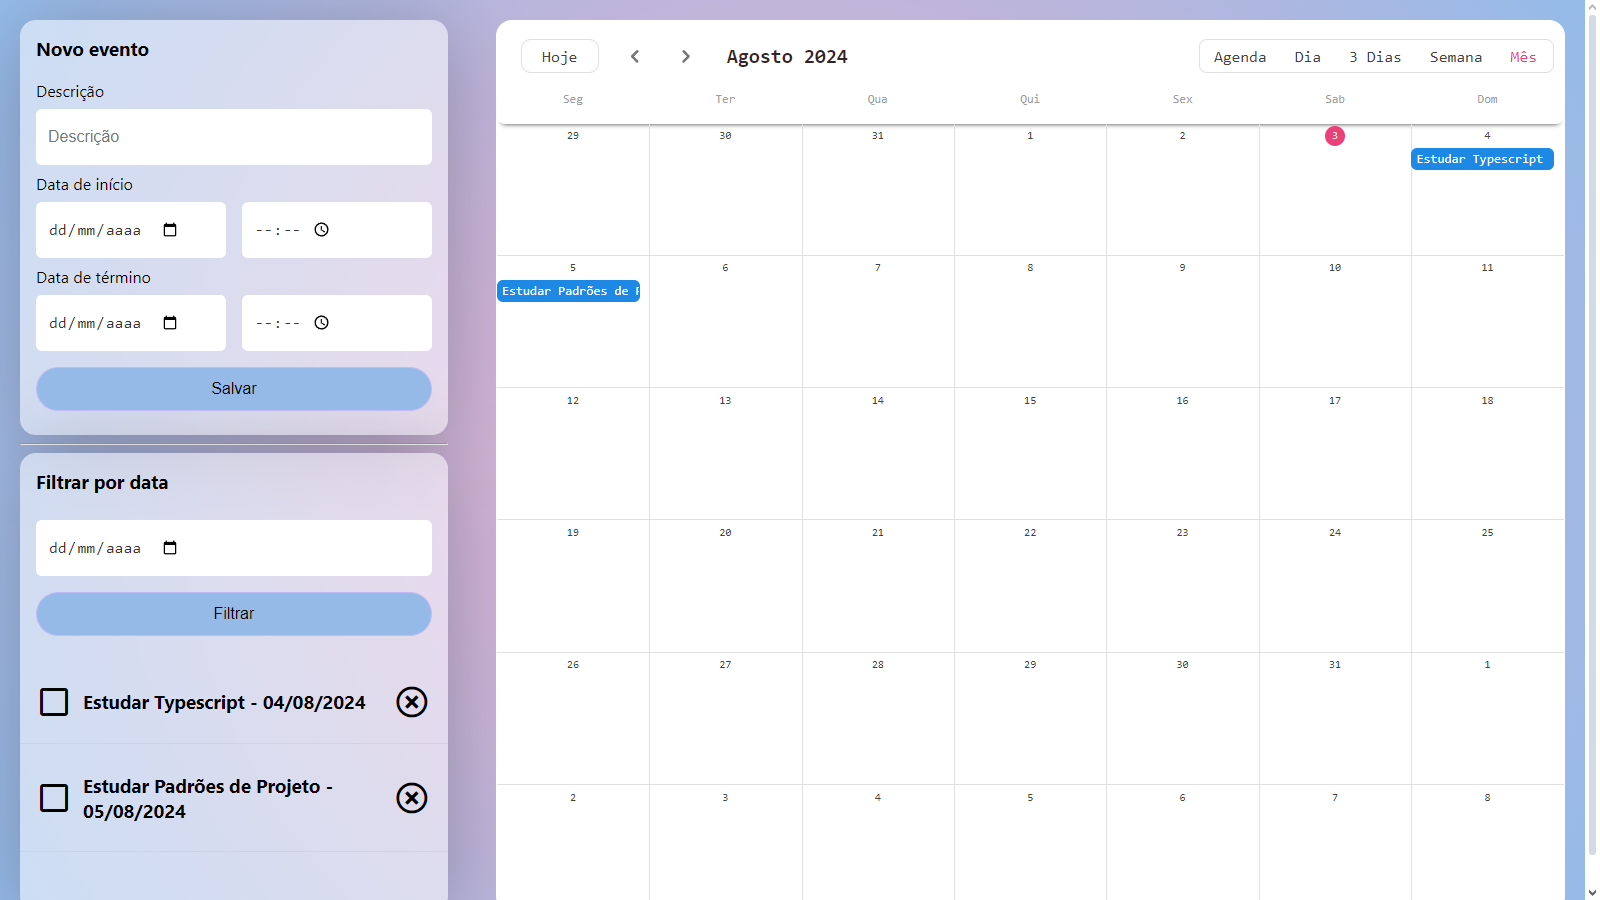 Novo evento
Descrição
Descrição
Data de início
dd/mm/aaaa --:--
Data de término
dd/mm/aaaa --:--
Salvar
Filtrar por data
dd/mm/aaaa
Filtrar
Estudar Typescript - 04/08/2024
Estudar Padrões de Projeto -
05/08/2024
Hoje Agosto 2024 Agenda Dia 3 Dias Semana Mês
Seg Ter Qua Qui Sex Sab Dom
29 30 31 1 2 3 4
Estudar Typescript
5 6 7 8 9 10 11
Estudar Padrões de
12 13 14 15 16 17 18
19 20 21 22 23 24 25
26 27 28 29 30 31 1
2 3 4 5 6 7 8